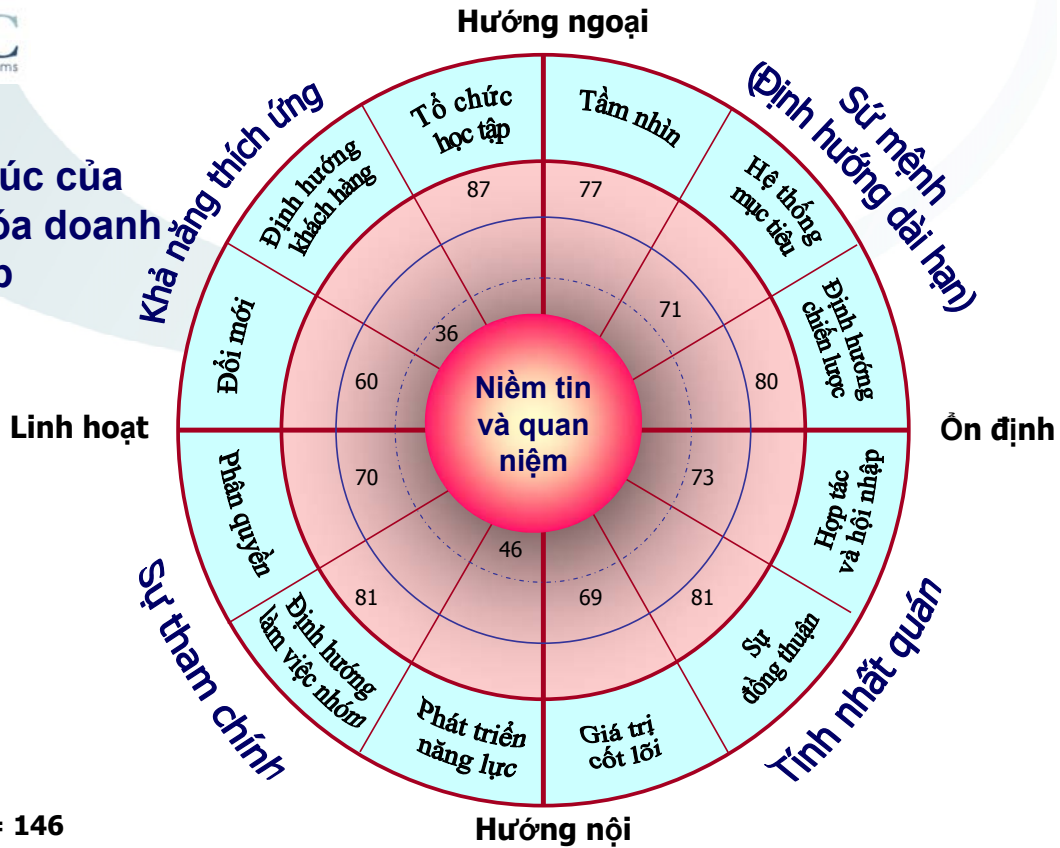 Hướng ngoại
C
ms
úc của
óa doanh
p
Khả năng thích ứng
Sứ mệnh
(Định hướng dài hạn)
Tổ chức
học tập
Tầm nhìn
Định hướng
khách hàng
Hệ thống
mục tiêu
Đổi mới
Định hướng
chiến lược
87
77
36
71
60
80
Niềm tin
và quan
niệm
Linh hoạt
Ổn định
70
73
46
81
69
81
Phân quyền
Hợp tác
và hội nhập
Định hướng
làm việc nhóm
Sự
đồng thuận
Phát triển
năng lực
Giá trị
cốt lõi
Sự tham chính
Tính nhất quán
= 146
Hướng nội